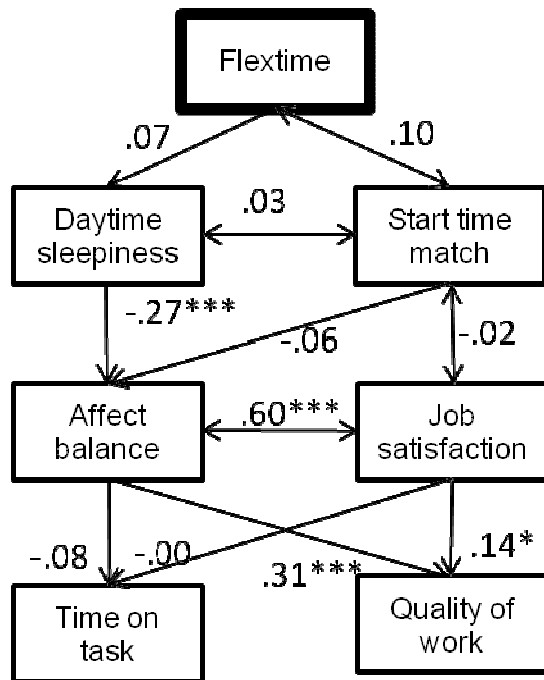 Flextime
.07
.10
Daytime
sleepiness
.03
Start time
match
-.27***
-.06
-.02
Affect
balance
.60***
Job
satisfaction
-.08
-.00
.31***
.14*
Time on
task
Quality of
work